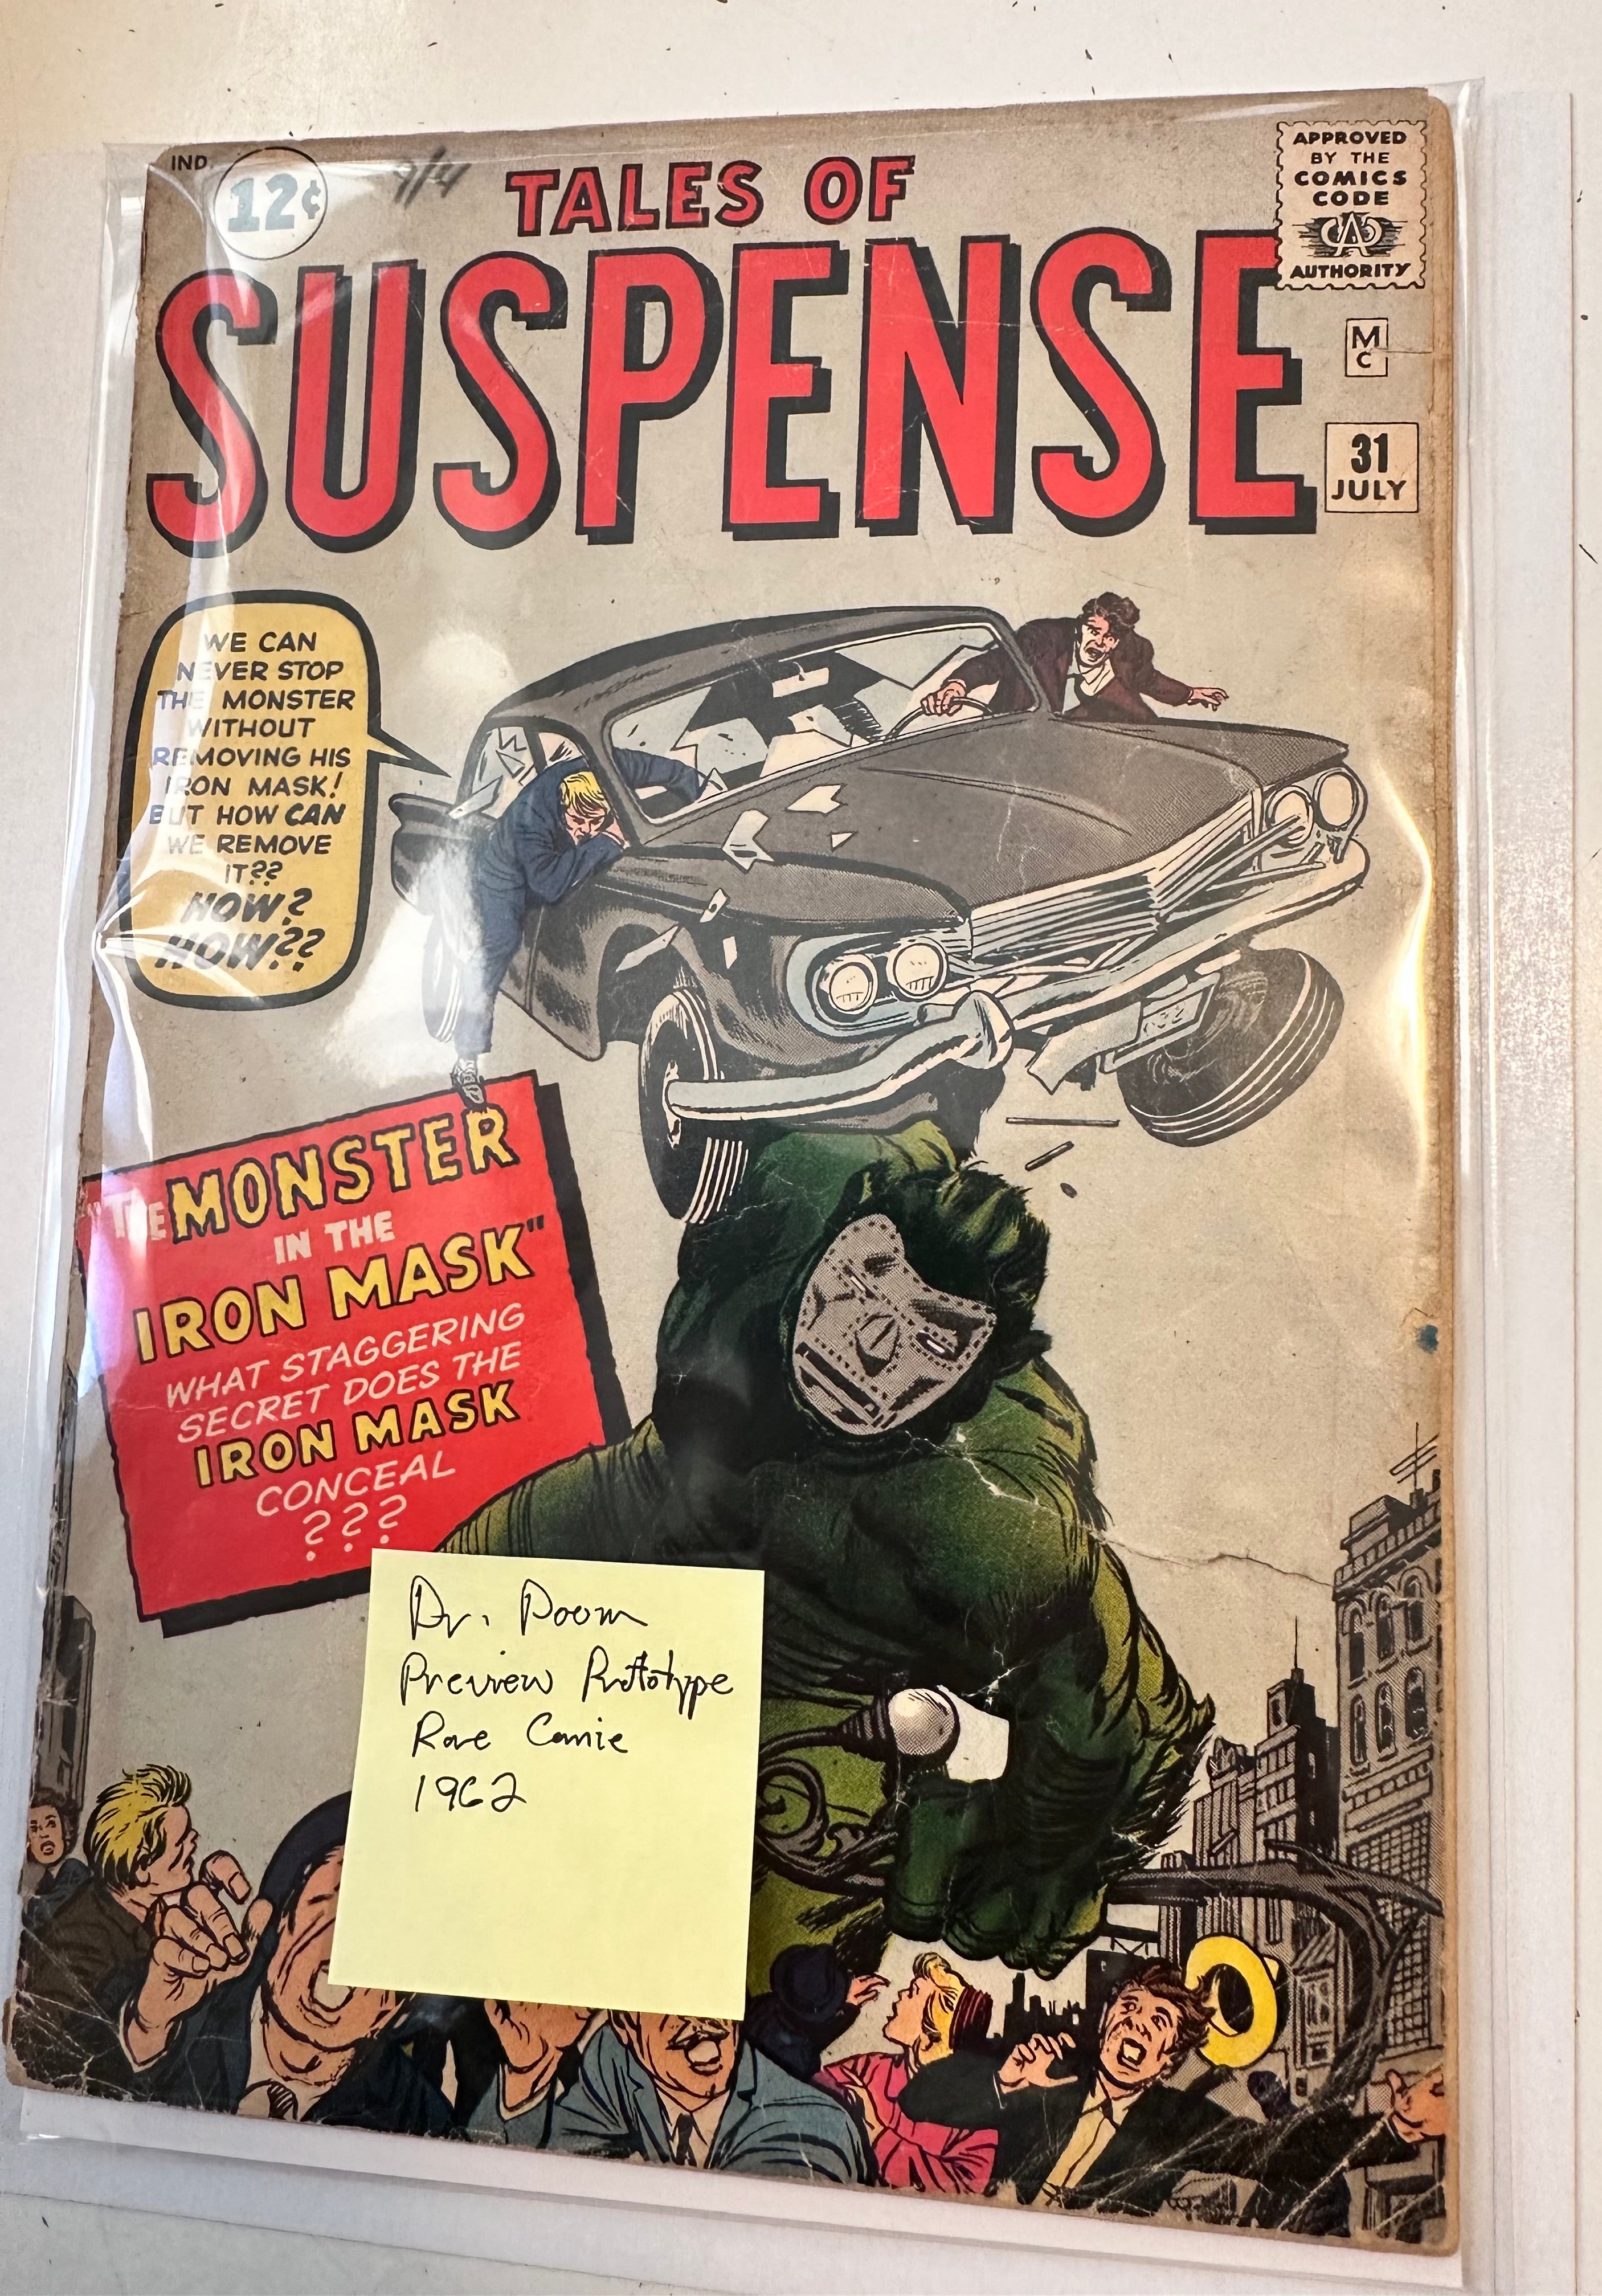 IND.
12¢
9/4
TALES OF
SUSPENSE
APPROVED
BY THE
COMICS
CODE
CA
AUTHORITY
M
C
31
JULY
WE CAN
NEVER STOP
THE MONSTER
WITHOUT
REMOVING HIS
IRON MASK!
BUT HOW CAN
WE REMOVE
IT??
HOW?
HOW??
"THE MONSTER
IN THE
IRON MASK"
WHAT STAGGERING
SECRET DOES THE
IRON MASK
CONCEAL
???
Dr. Doom
Preview Prototype
Rare Comic
1962